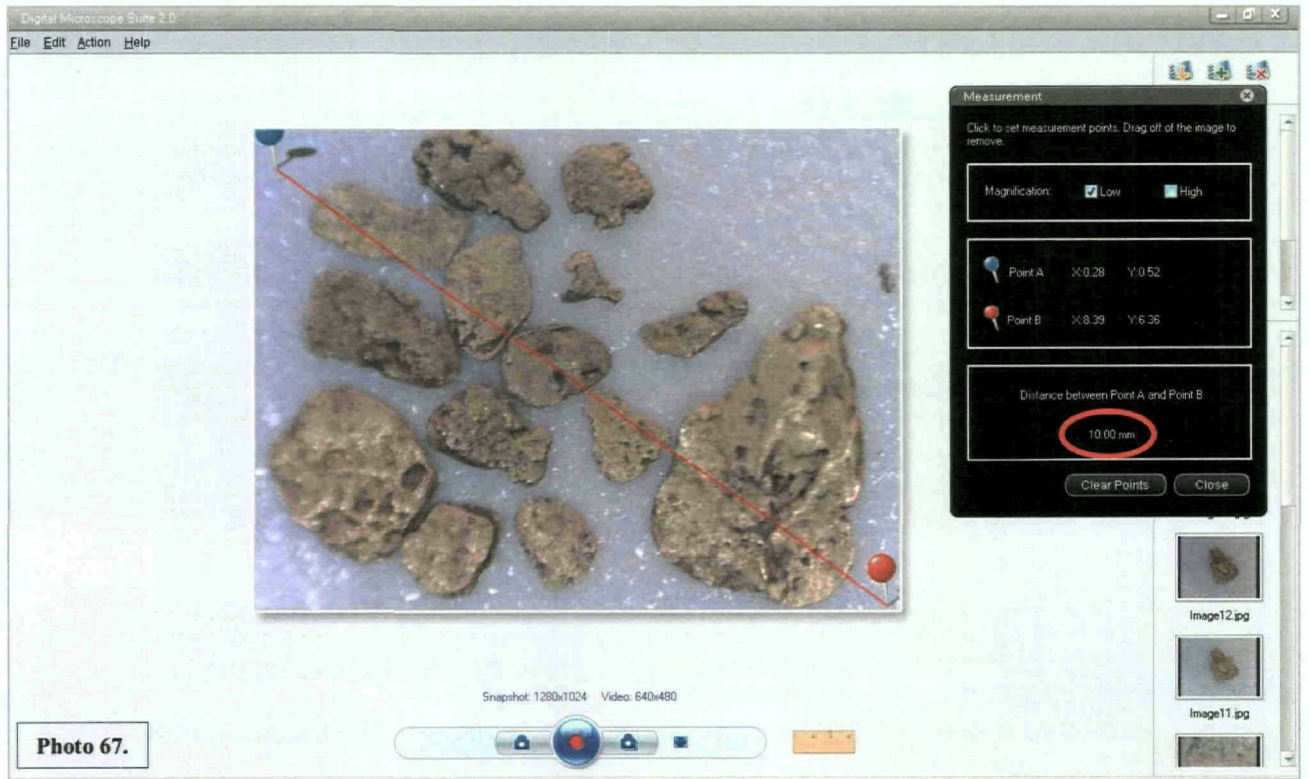 Digital Microscope Suite 2.0
File Edit Action Help
Measurement
Click to set measurement points. Drag off of the image to
remove.
Magnification: Low High
Point A X:0.28 Y:0.52
Point B X:8.39 Y:6.36
Distance between Point A and Point B
10.00 mm
Clear Points Close
Image12.jpg
Image11.jpg
Snapshot: 1280x1024 Video: 640x480
Photo 67.